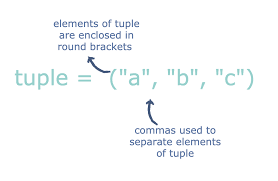 elements of tuple
are enclosed in
round brackets
tuple = ("a", "b", "c")
commas used to
separate elements
of tuple